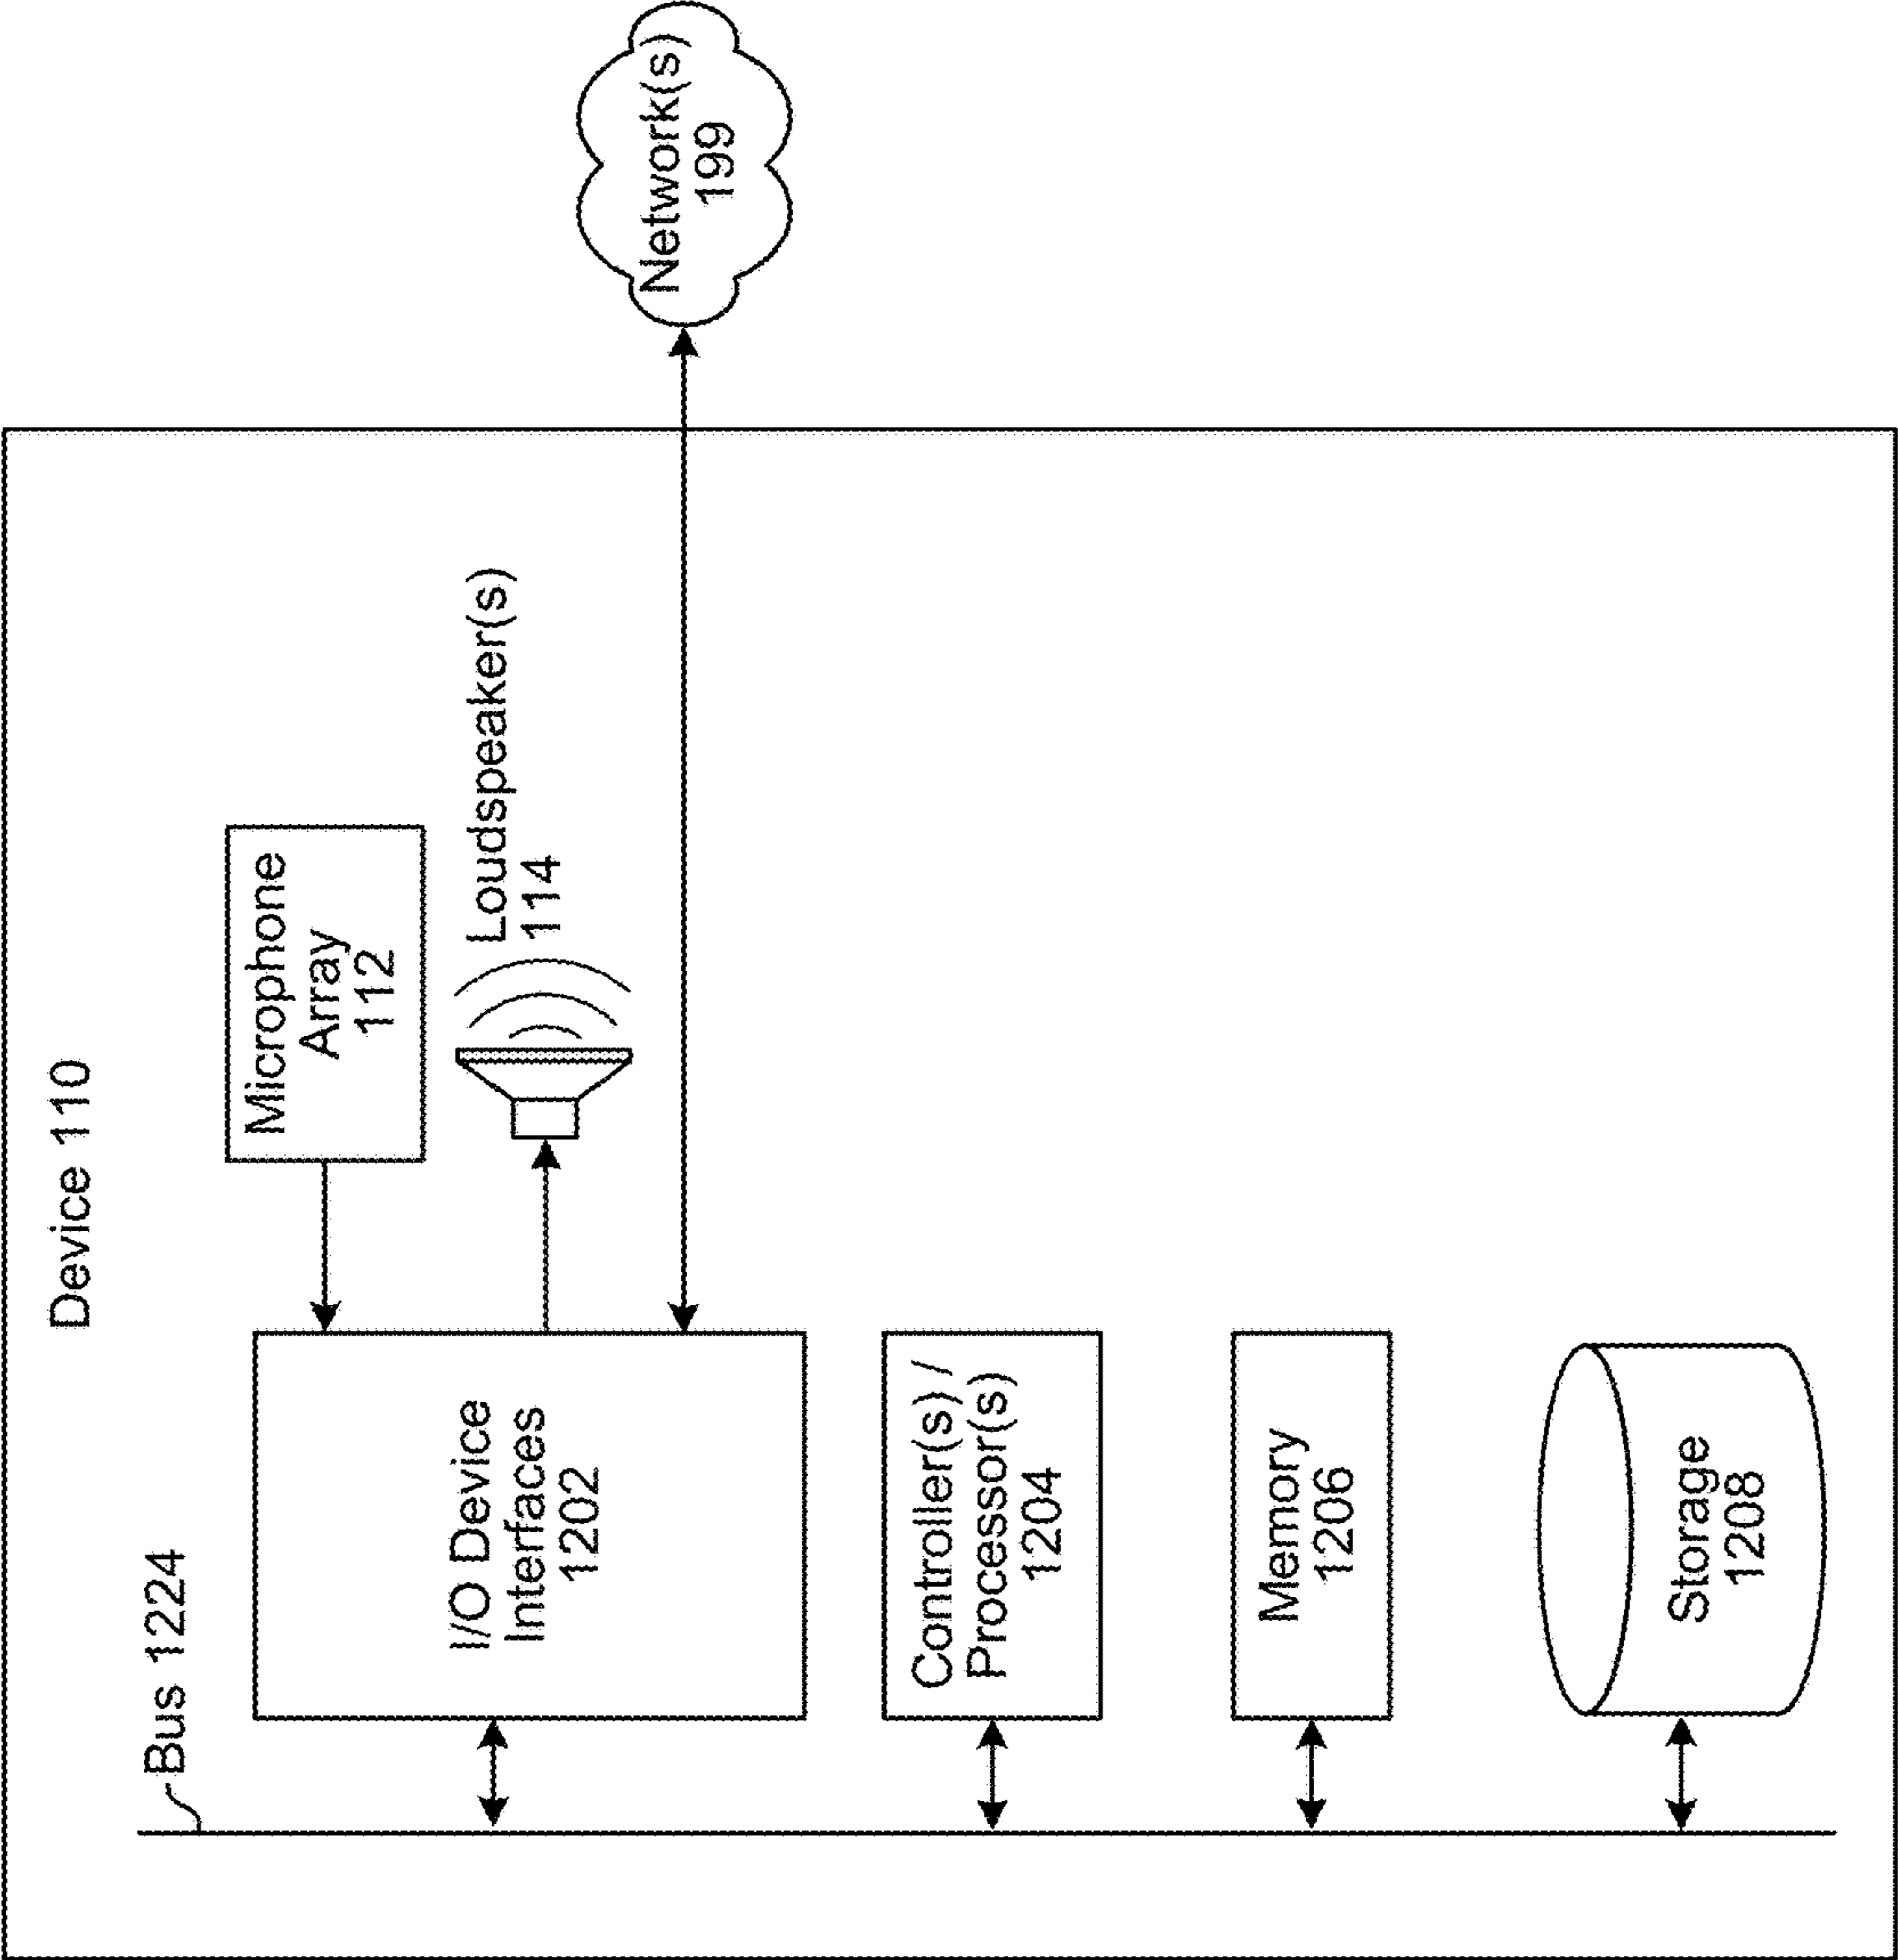 Device 110
Bus 1224
I/O Device
Interfaces
1202
Microphone
Array
112
Loudspeaker(s)
114
Network(s)
199
Controller(s) /
Processor(s)
1204
Memory
1206
Storage
1208